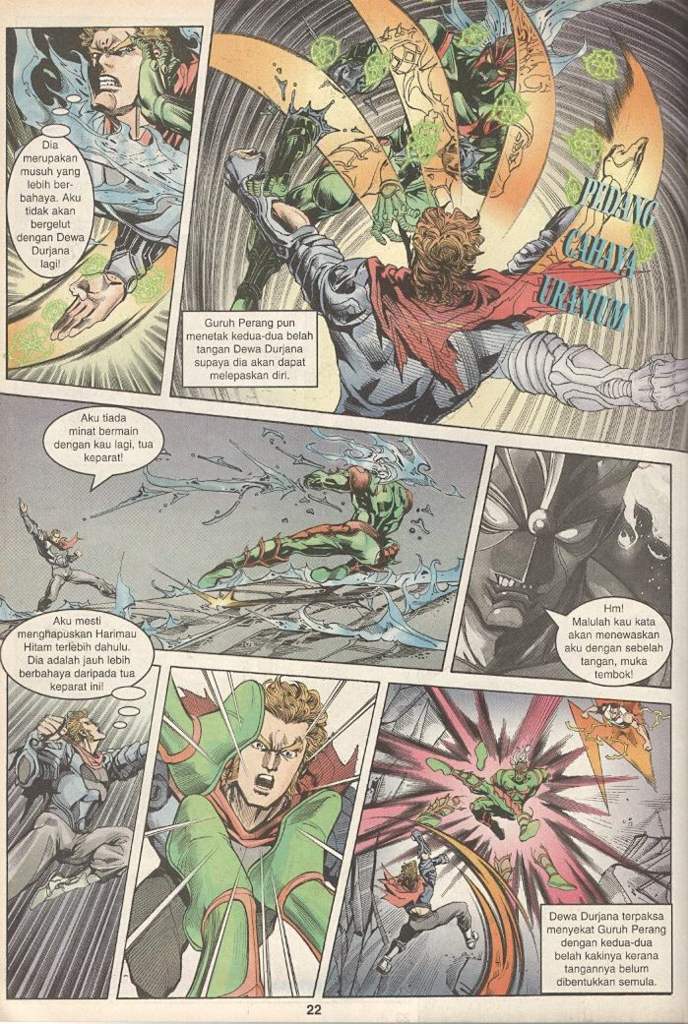 Dia
merupakan
musuh yang
lebih ber-
bahaya. Aku
tidak akan
bergelut
dengan Dewa
Durjana
lagi!
PEDANG
CAHAYA
URANIUM
Guruh Perang pun
menetak kedua-dua belah
tangan Dewa Durjana
supaya dia akan dapat
melepaskan diri.
Aku tiada
minat bermain
dengan kau lagi, tua
keparat!
Hm!
Malulah kau kata
akan menewaskan
aku dengan sebelah
tangan, muka
tembok!
Aku mesti
menghapuskan Harimau
Hitam terlebih dahulu.
Dia adalah jauh lebih
berbahaya daripada tua
keparat ini!
Dewa Durjana terpaksa
menyekat Guruh Perang
dengan kedua-dua
belah kakinya kerana
tangannya belum
dibentukkan semula.
22